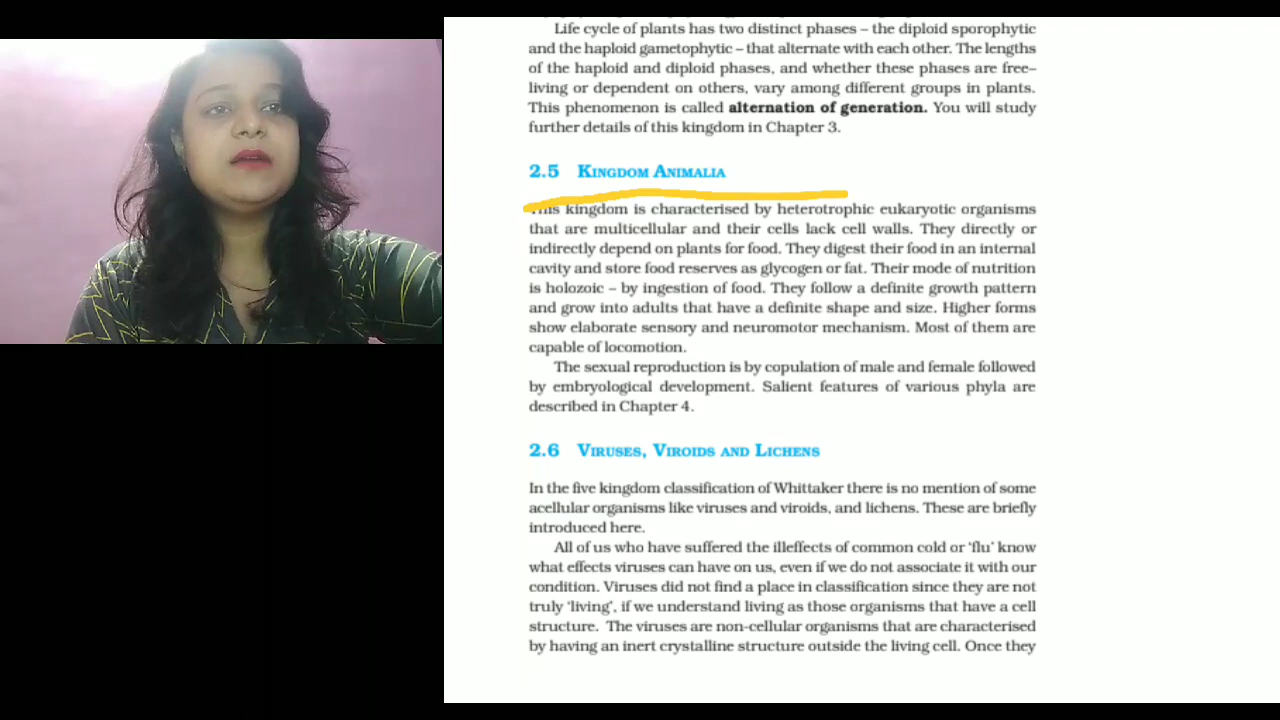 Life cycle of plants has two distinct phases – the diploid sporophytic
and the haploid gametophytic – that alternate with each other. The lengths
of the haploid and diploid phases, and whether these phases are free–
living or dependent on others, vary among different groups in plants.
This phenomenon is called alternation of generation. You will study
further details of this kingdom in Chapter 3.
2.5 KINGDOM ANIMALIA
This kingdom is characterised by heterotrophic eukaryotic organisms
that are multicellular and their cells lack cell walls. They directly or
indirectly depend on plants for food. They digest their food in an internal
cavity and store food reserves as glycogen or fat. Their mode of nutrition
is holozoic – by ingestion of food. They follow a definite growth pattern
and grow into adults that have a definite shape and size. Higher forms
show elaborate sensory and neuromotor mechanism. Most of them are
capable of locomotion.
The sexual reproduction is by copulation of male and female followed
by embryological development. Salient features of various phyla are
described in Chapter 4.
2.6 VIRUSES, VIROIDS AND LICHENS
In the five kingdom classification of Whittaker there is no mention of some
acellular organisms like viruses and viroids, and lichens. These are briefly
introduced here.
All of us who have suffered the illeffects of common cold or ‘flu’ know
what effects viruses can have on us, even if we do not associate it with our
condition. Viruses did not find a place in classification since they are not
truly ‘living’, if we understand living as those organisms that have a cell
structure. The viruses are non-cellular organisms that are characterised
by having an inert crystalline structure outside the living cell. Once they